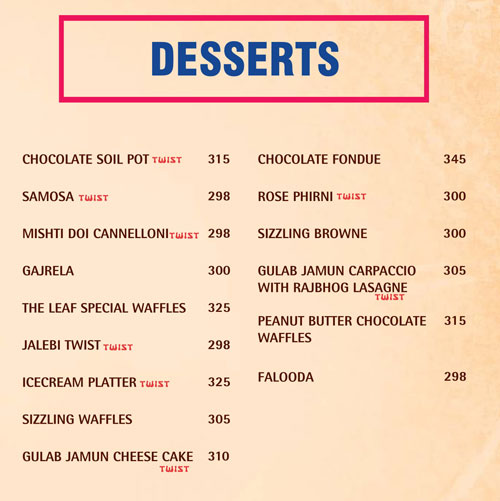 DESSERTS
CHOCOLATE SOIL POT TWIST 315
SAMOSA TWIST 298
MISHTI DOI CANNELLONI TWIST 298
GAJRELA 300
THE LEAF SPECIAL WAFFLES 325
JALEBI TWIST TWIST 298
ICECREAM PLATTER TWIST 325
SIZZLING WAFFLES 305
GULAB JAMUN CHEESE CAKE 310
TWIST
CHOCOLATE FONDUE 345
ROSE PHIRNI TWIST 300
SIZZLING BROWNE 300
GULAB JAMUN CARPACCIO 305
WITH RAJBHOG LASAGNE
TWIST
PEANUT BUTTER CHOCOLATE 315
WAFFLES
FALOODA 298